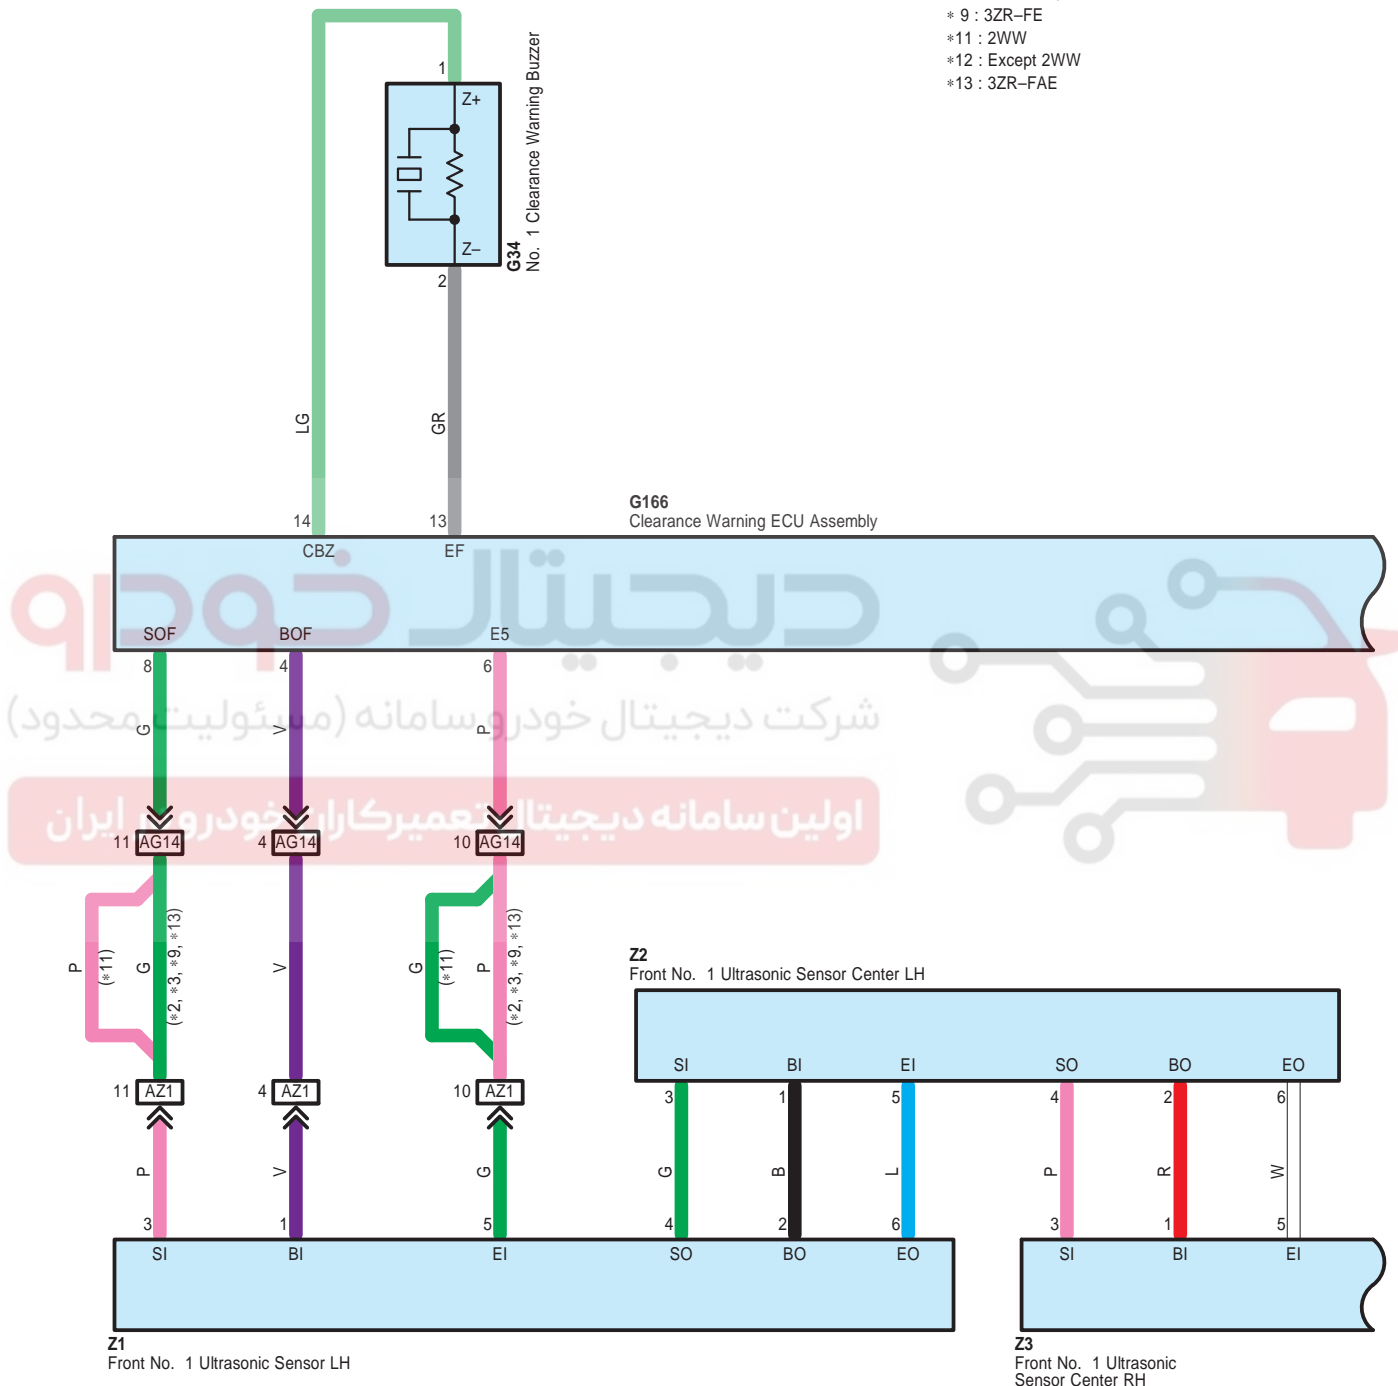 * 9 : 3ZR–FE
*11 : 2WW
*12 : Except 2WW
*13 : 3ZR–FAE
1
Z+
Z–
2
G34
No. 1 Clearance Warning Buzzer
LG
GR
G166
Clearance Warning ECU Assembly
14
13
CBZ
EF
دیجیتال خودرو
SOF
BOF
E5
8
4
6
شرکت دیجیتال خودرو سامانه (مسئولیت محدود)
G
V
P
اولین سامانه دیجیتال تعمیرکاران خودرو در ایران
11 AG14
4 AG14
10 AG14
P
(*11)
G
(*2, *3, *9, *13)
V
G
(*11)
P
(*2, *3, *9, *13)
Z2
Front No. 1 Ultrasonic Sensor Center LH
SI
BI
EI
SO
BO
EO
11 AZ1
4 AZ1
10 AZ1
3
1
5
4
2
6
P
V
G
G
B
L
P
R
W
3
1
5
4
2
6
3
1
5
SI
BI
EI
SO
BO
EO
SI
BI
EI
Z1
Front No. 1 Ultrasonic Sensor LH
Z3
Front No. 1 Ultrasonic
Sensor Center RH